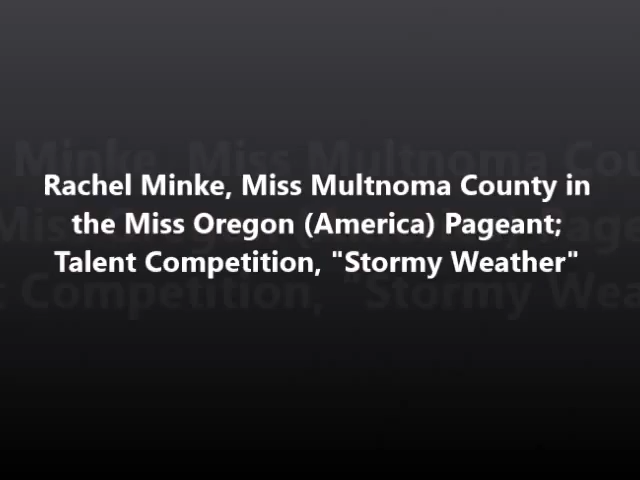 Rachel Minke, Miss Multnoma County in
the Miss Oregon (America) Pageant;
Talent Competition, "Stormy Weather"